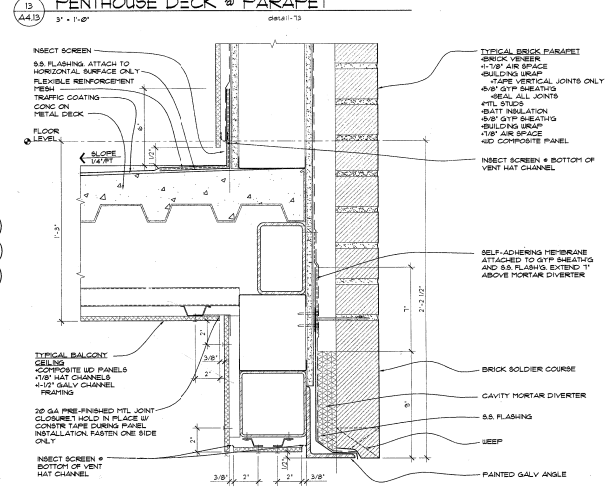 13
A4.13
PENTHOUSE DECK @ PARAPET
3" = 1'-0"
detail-73
INSECT SCREEN
S.S. FLASHING. ATTACH TO
HORIZONTAL SURFACE ONLY
FLEXIBLE REINFORCEMENT
MESH
TRAFFIC COATING
CONC ON
METAL DECK
FLOOR
LEVEL
SLOPE
1/4"/FT
6"
1/2"
1'-3"
TYPICAL BRICK PARAPET
•BRICK VENEER
•1-7/8" AIR SPACE
•BUILDING WRAP
•TAPE VERTICAL JOINTS ONLY
•5/8" GYP SHEATH'G
•SEAL ALL JOINTS
•MTL STUDS
•BATT INSULATION
•5/8" GYP SHEATH'G
•BUILDING WRAP
•7/8" AIR SPACE
•WD COMPOSITE PANEL
INSECT SCREEN @ BOTTOM OF
VENT HAT CHANNEL
SELF-ADHERING MEMBRANE
ATTACHED TO GYP SHEATH'G
AND S.S. FLASH'G. EXTEND 7"
ABOVE MORTAR DIVERTER
7"
2'-2 1/2"
8"
BRICK SOLDIER COURSE
CAVITY MORTAR DIVERTER
S.S. FLASHING
WEEP
PAINTED GALV ANGLE
TYPICAL BALCONY
CEILING
•COMPOSITE WD PANELS
•7/8" HAT CHANNELS
•1-1/2" GALV CHANNEL
FRAMING
20 GA PRE-FINISHED MTL JOINT
CLOSURE. HOLD IN PLACE W/
CONSTR TAPE DURING PANEL
INSTALLATION. FASTEN ONE SIDE
ONLY
INSECT SCREEN @
BOTTOM OF VENT
HAT CHANNEL
2"
3/8"
2"
2"
1/2"
3/8"
2"
2"
3/8"